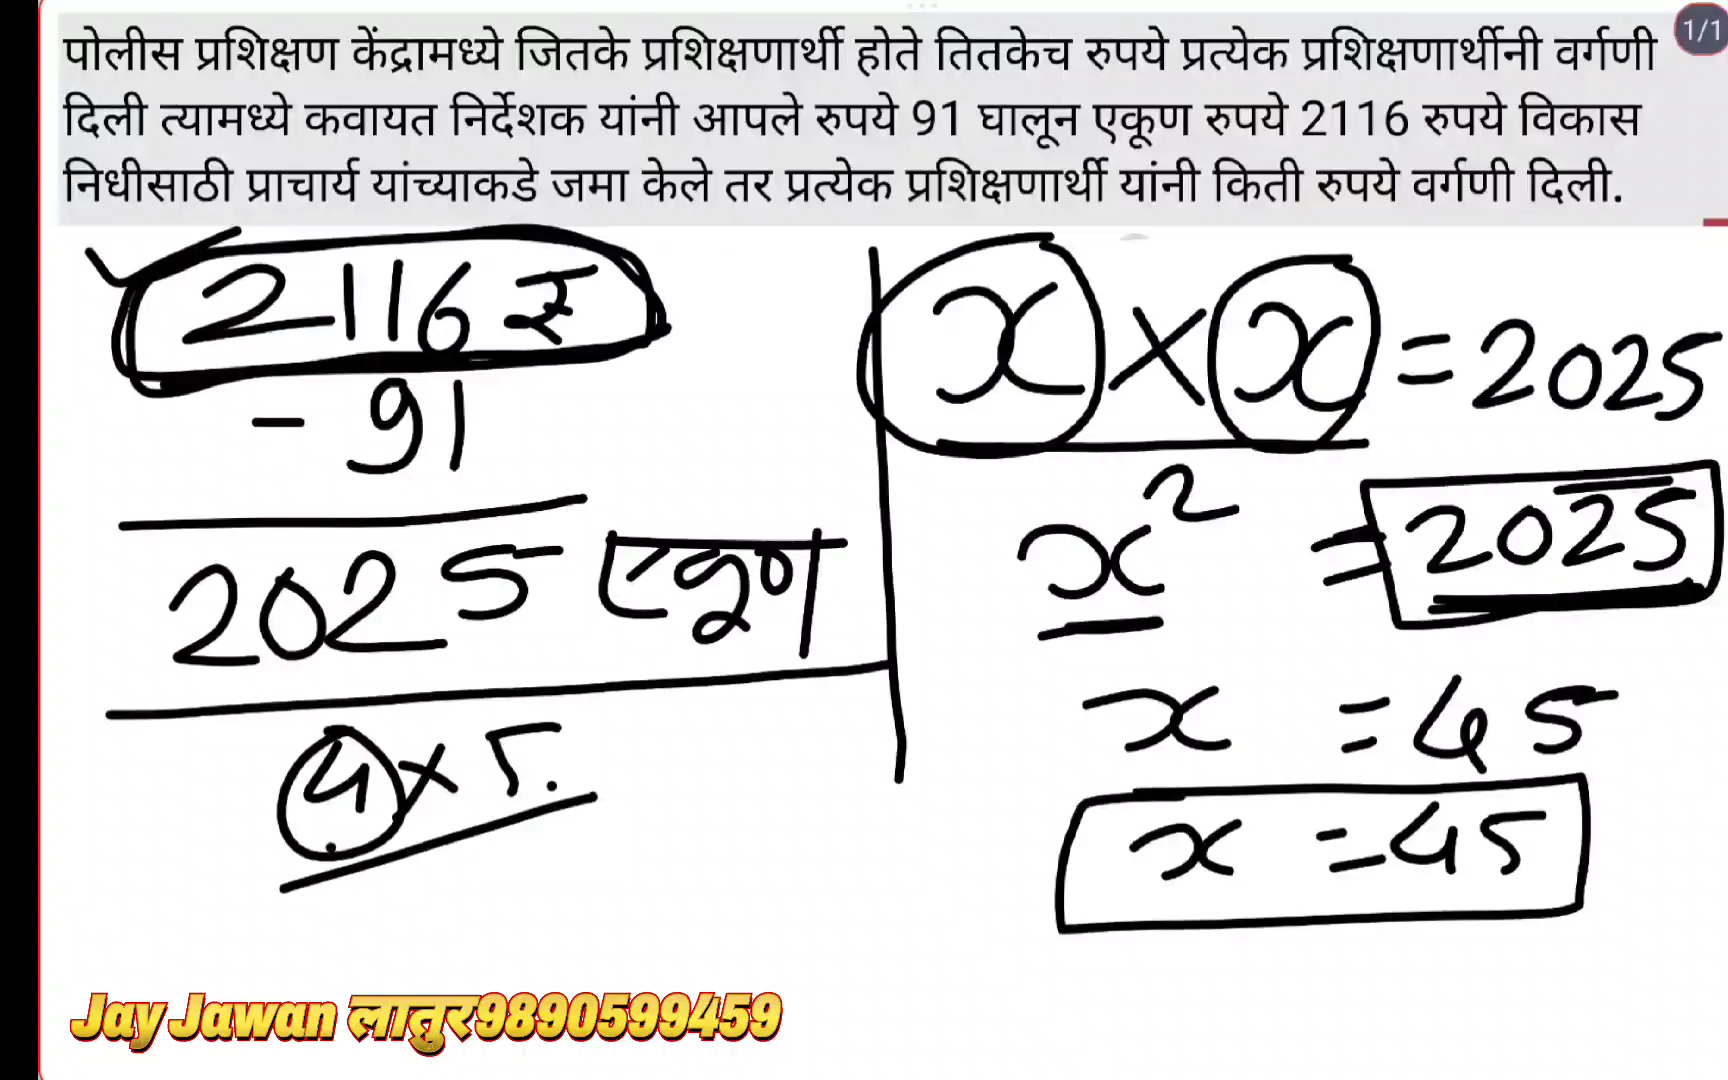 1/1
पोलीस प्रशिक्षण केंद्रामध्ये जितके प्रशिक्षणार्थी होते तितकेच रुपये प्रत्येक प्रशिक्षणार्थीनी वर्गणी
दिली त्यामध्ये कवायत निर्देशक यांनी आपले रुपये 91 घालून एकूण रुपये 2116 रुपये विकास
निधीसाठी प्राचार्य यांच्याकडे जमा केले तर प्रत्येक प्रशिक्षणार्थी यांनी किती रुपये वर्गणी दिली.
2116 ₹
- 91
2025 एकूण
x × x = 2025
x² = 2025
x = 45
x = 45
Jay Jawan लातुर9890599459